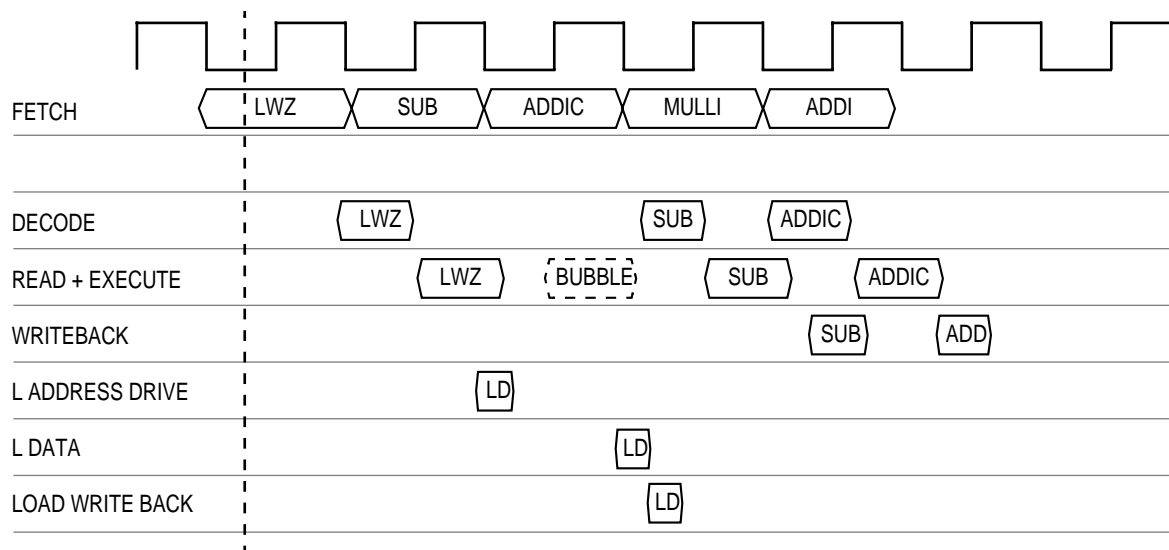 FETCH LWZ SUB ADDIC MULLI ADDI
DECODE LWZ SUB ADDIC
READ + EXECUTE LWZ BUBBLE SUB ADDIC
WRITEBACK SUB ADD
L ADDRESS DRIVE LD
L DATA LD
LOAD WRITE BACK LD